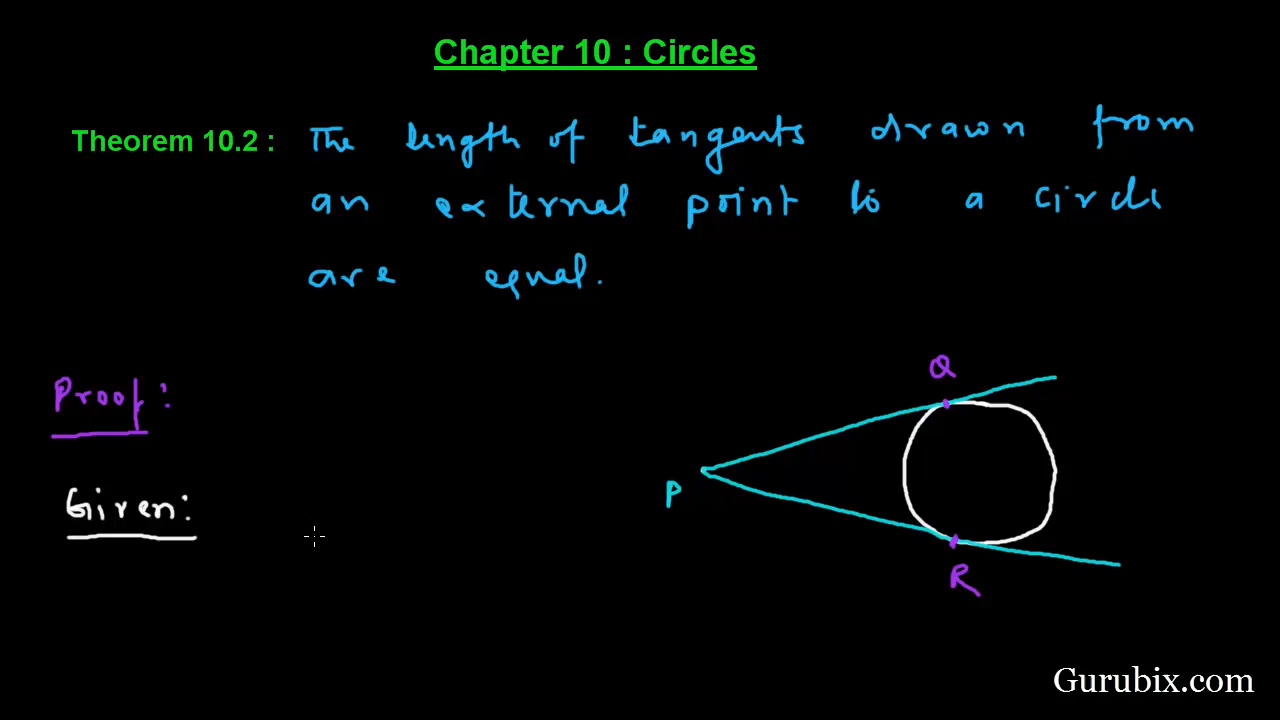 Chapter 10 : Circles
Theorem 10.2 : The length of tangents drawn from
an external point to a circle
are equal.
Proof:
Q
P
Given:
R
Gurubix.com